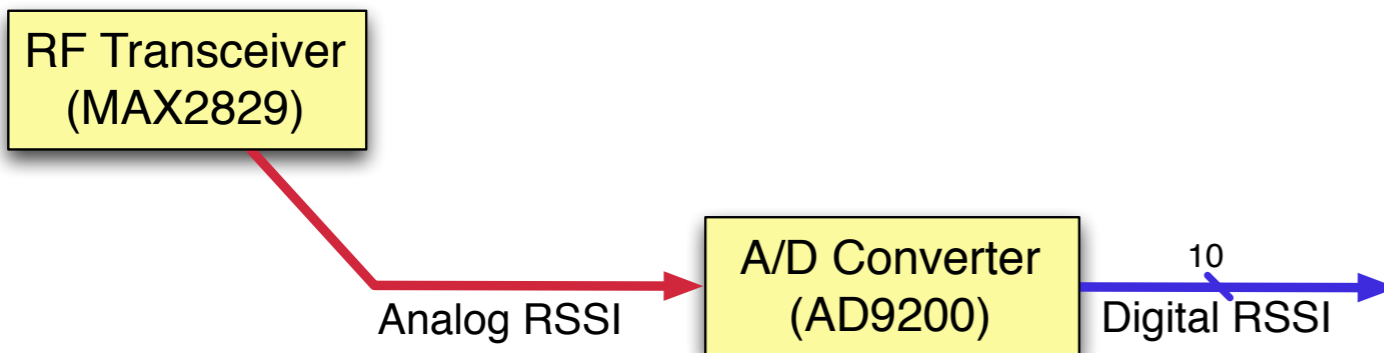 RF Transceiver
(MAX2829)
Analog RSSI
A/D Converter
(AD9200)
10
Digital RSSI